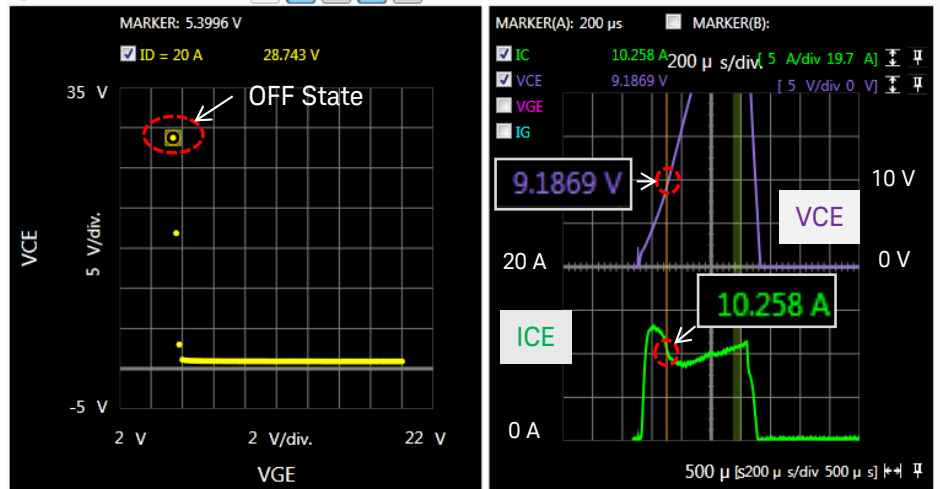 MARKER: 5.3996 V
ID = 20 A 28.743 V
35 V
OFF State
VCE
5 V/div.
-5 V
2 V
2 V/div.
22 V
VGE
MARKER(A): 200 µs MARKER(B):
IC 10.258 A 200 µ s/div. [ 5 A/div 19.7 A]
VCE 9.1869 V [ 5 V/div 0 V]
VGE
IG
9.1869 V
10 V
VCE
20 A
0 V
10.258 A
ICE
0 A
500 µ [s200 µ s/div 500 µ s]